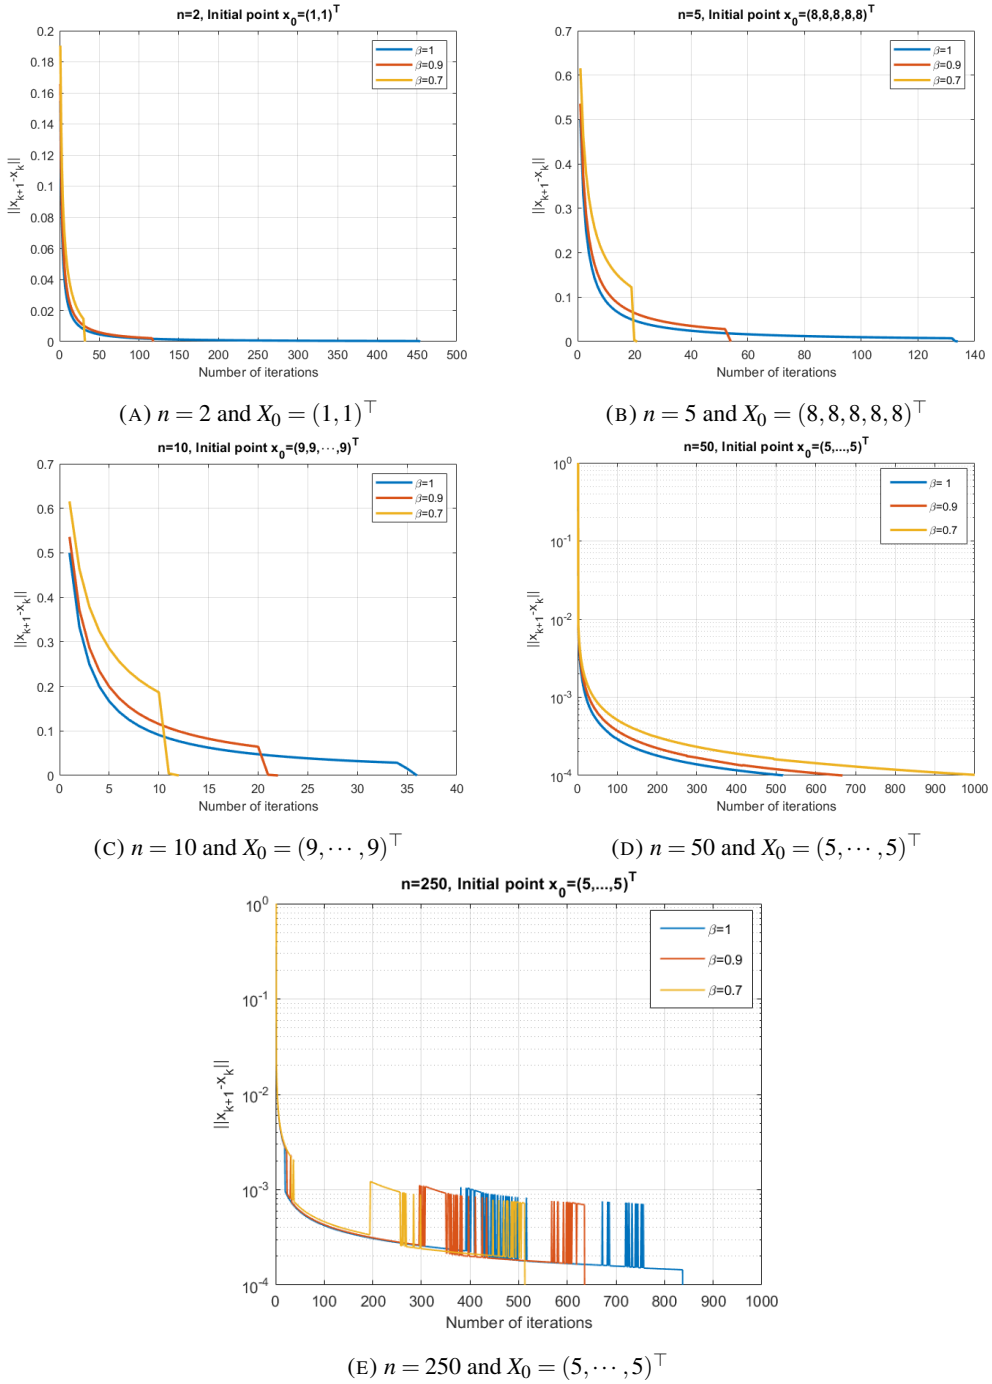 n=2, Initial point x0=(1,1)T
||xk+1-xk||
0.2
0.18
0.16
0.14
0.12
0.1
0.08
0.06
0.04
0.02
0
β=1
β=0.9
β=0.7
0 50 100 150 200 250 300 350 400 450 500
Number of iterations
(A) n = 2 and X0 = (1,1)⊤
n=5, Initial point x0=(8,8,8,8,8)T
||xk+1-xk||
0.7
0.6
0.5
0.4
0.3
0.2
0.1
0
β=1
β=0.9
β=0.7
0 20 40 60 80 100 120 140
Number of iterations
(B) n = 5 and X0 = (8,8,8,8,8)⊤
n=10, Initial point x0=(9,9,⋯,9)T
||xk+1-xk||
0.7
0.6
0.5
0.4
0.3
0.2
0.1
0
β=1
β=0.9
β=0.7
0 5 10 15 20 25 30 35 40
Number of iterations
(C) n = 10 and X0 = (9,⋯,9)⊤
n=50, Initial point x0=(5,...,5)T
||xk+1-xk||
10^0
10^-1
10^-2
10^-3
10^-4
β= 1
β=0.9
β=0.7
0 100 200 300 400 500 600 700 800 900 1000
Number of iterations
(D) n = 50 and X0 = (5,⋯,5)⊤
n=250, Initial point x0=(5,...,5)T
||xk+1-xk||
10^0
10^-1
10^-2
10^-3
10^-4
β=1
β=0.9
β=0.7
0 100 200 300 400 500 600 700 800 900 1000
Number of iterations
(E) n = 250 and X0 = (5,⋯,5)⊤